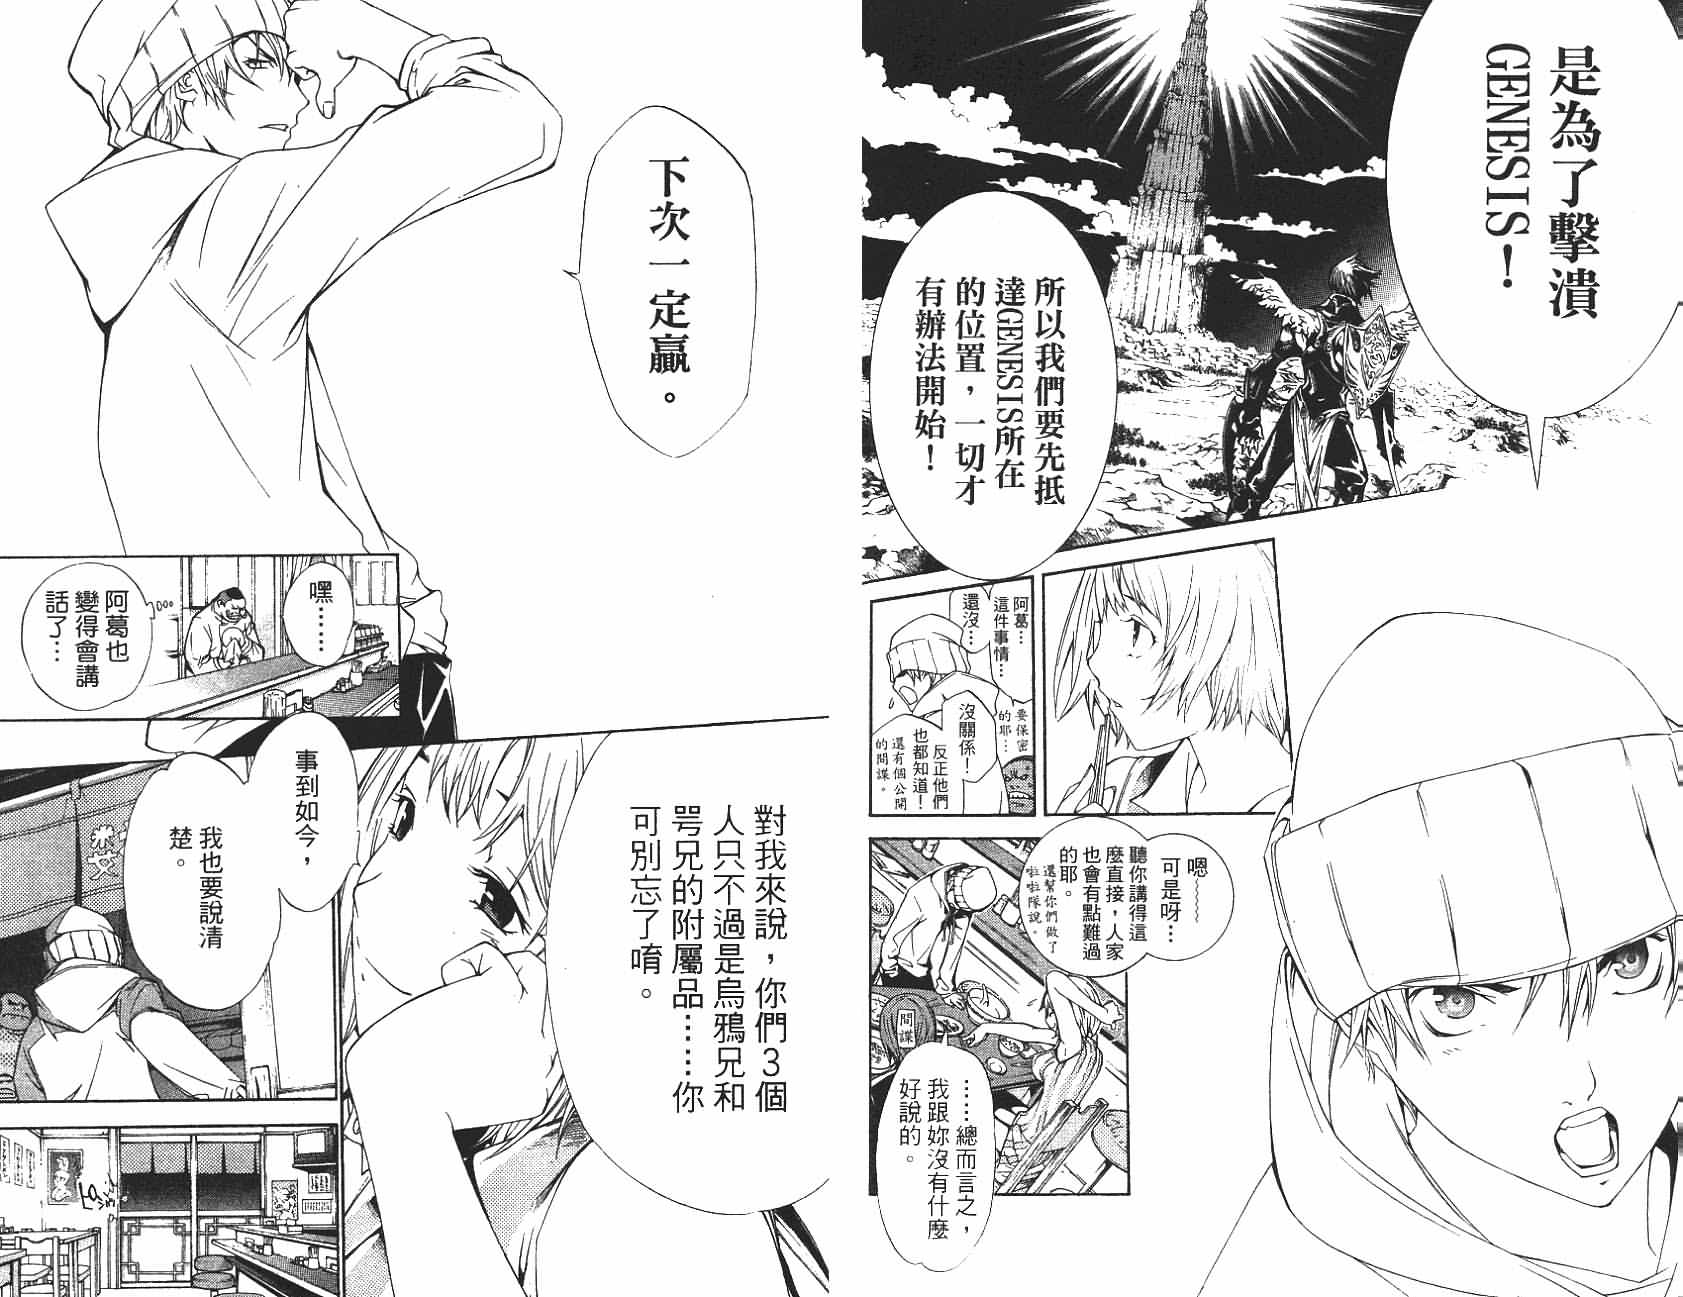 是為了擊潰
GENESIS！
所以我們要先抵
達GENESIS所在
的位置，一切才
有辦法開始！
阿葛…
這件事情…
還沒…
要保密
的耶…
沒關係！
反正他們
也都知道！
還有個公開
的間諜。
嗯……
可是呀…
聽你講得這
麼直接，人家
也會有點難過
的耶。
還幫你們做了
啦啦隊說。
間諜
……總而言之，
我跟妳沒有什麼
好說的。
下次一定贏。
嘿……
阿葛也
變得會講
話了…
對我來說，你們3個
人只不過是烏鴉兄和
咢兄的附屬品……你
可別忘了唷。
事到如今，
我也要說清
楚。